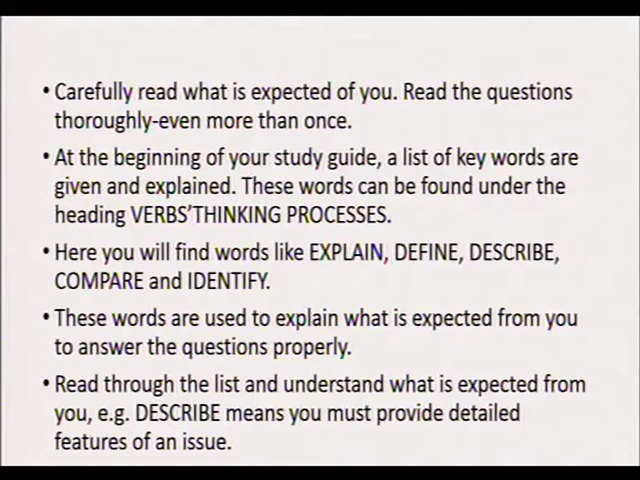 • Carefully read what is expected of you. Read the questions
thoroughly-even more than once.
• At the beginning of your study guide, a list of key words are
given and explained. These words can be found under the
heading VERBS'THINKING PROCESSES.
• Here you will find words like EXPLAIN, DEFINE, DESCRIBE,
COMPARE and IDENTIFY.
• These words are used to explain what is expected from you
to answer the questions properly.
• Read through the list and understand what is expected from
you, e.g. DESCRIBE means you must provide detailed
features of an issue.